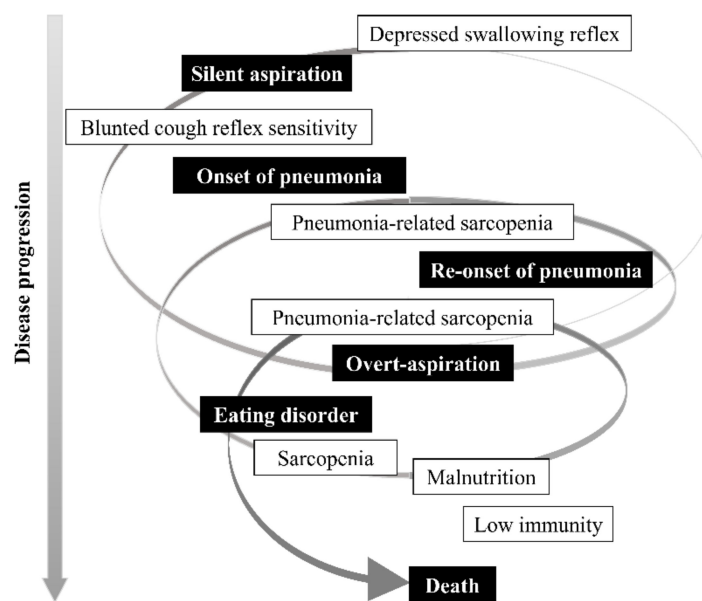 Depressed swallowing reflex
Silent aspiration
Blunted cough reflex sensitivity
Onset of pneumonia
Pneumonia-related sarcopenia
Re-onset of pneumonia
Pneumonia-related sarcopenia
Overt-aspiration
Eating disorder
Sarcopenia
Malnutrition
Low immunity
Death
Disease progression